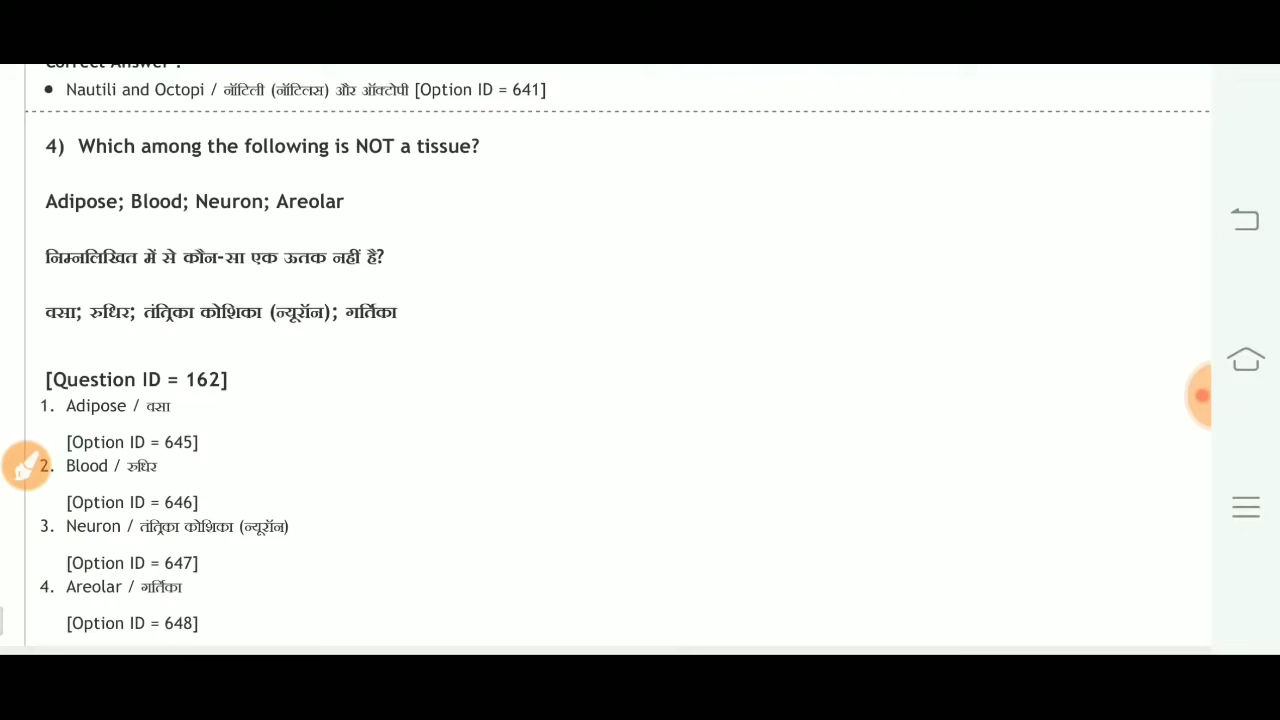 Correct Answer :
• Nautili and Octopi / नॉटिली (नॉटिलस) और ऑक्टोपी [Option ID = 641]
4) Which among the following is NOT a tissue?
Adipose; Blood; Neuron; Areolar
निम्नलिखित में से कौन-सा एक ऊतक नहीं है?
वसा; रुधिर; तंत्रिका कोशिका (न्यूरॉन); गर्तिका
[Question ID = 162]
1. Adipose / वसा
[Option ID = 645]
2. Blood / रुधिर
[Option ID = 646]
3. Neuron / तंत्रिका कोशिका (न्यूरॉन)
[Option ID = 647]
4. Areolar / गर्तिका
[Option ID = 648]